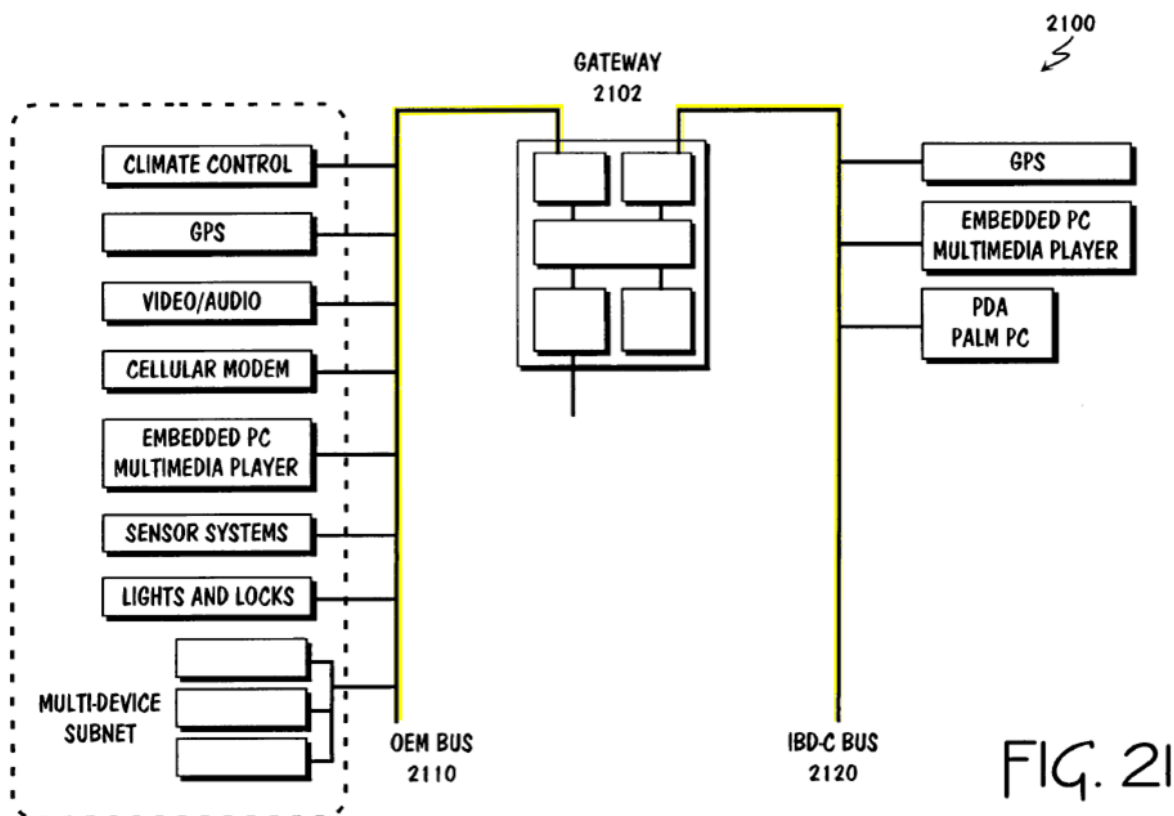 2100
GATEWAY
2102
CLIMATE CONTROL
GPS
VIDEO/AUDIO
CELLULAR MODEM
EMBEDDED PC
MULTIMEDIA PLAYER
SENSOR SYSTEMS
LIGHTS AND LOCKS
MULTI-DEVICE
SUBNET
OEM BUS
2110
GPS
EMBEDDED PC
MULTIMEDIA PLAYER
PDA
PALM PC
IBD-C BUS
2120
FIG. 21